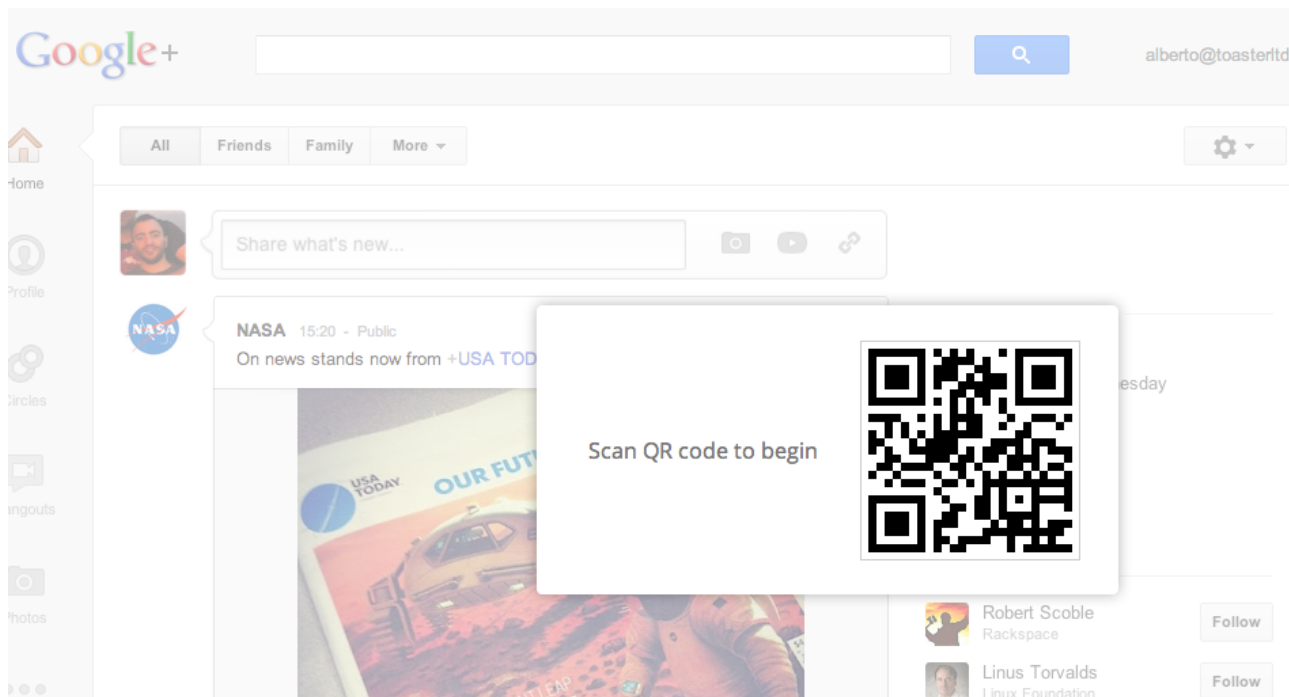 Google+
alberto@toasterltd
All
Friends
Family
More
Home
Share what's new...
Profile
NASA
NASA 15:20 - Public
On news stands now from +USA TOD
esday
Circles
Scan QR code to begin
USA
TODAY
OUR FUT
angouts
Photos
Robert Scoble
Rackspace
Follow
Linus Torvalds
Linux Foundation
Follow